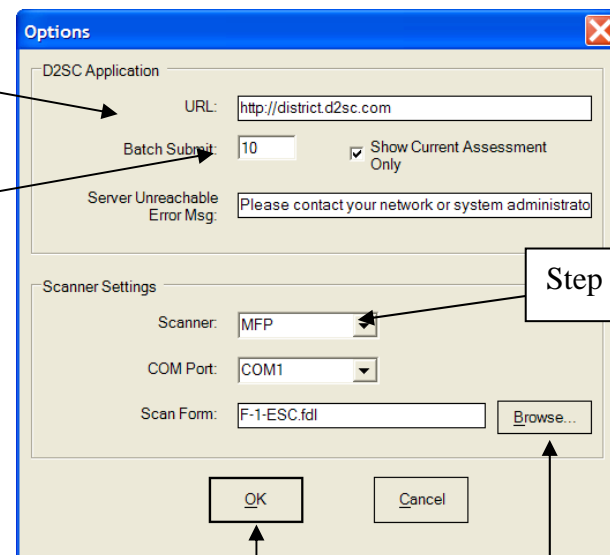 Options
D2SC Application
URL: http://district.d2sc.com
Batch Submit: 10 Show Current Assessment
Only
Server Unreachable
Error Msg: Please contact your network or system administrato
Step
Scanner Settings
Scanner: MFP
COM Port: COM1
Scan Form: F-1-ESC.fdl Browse...
OK Cancel